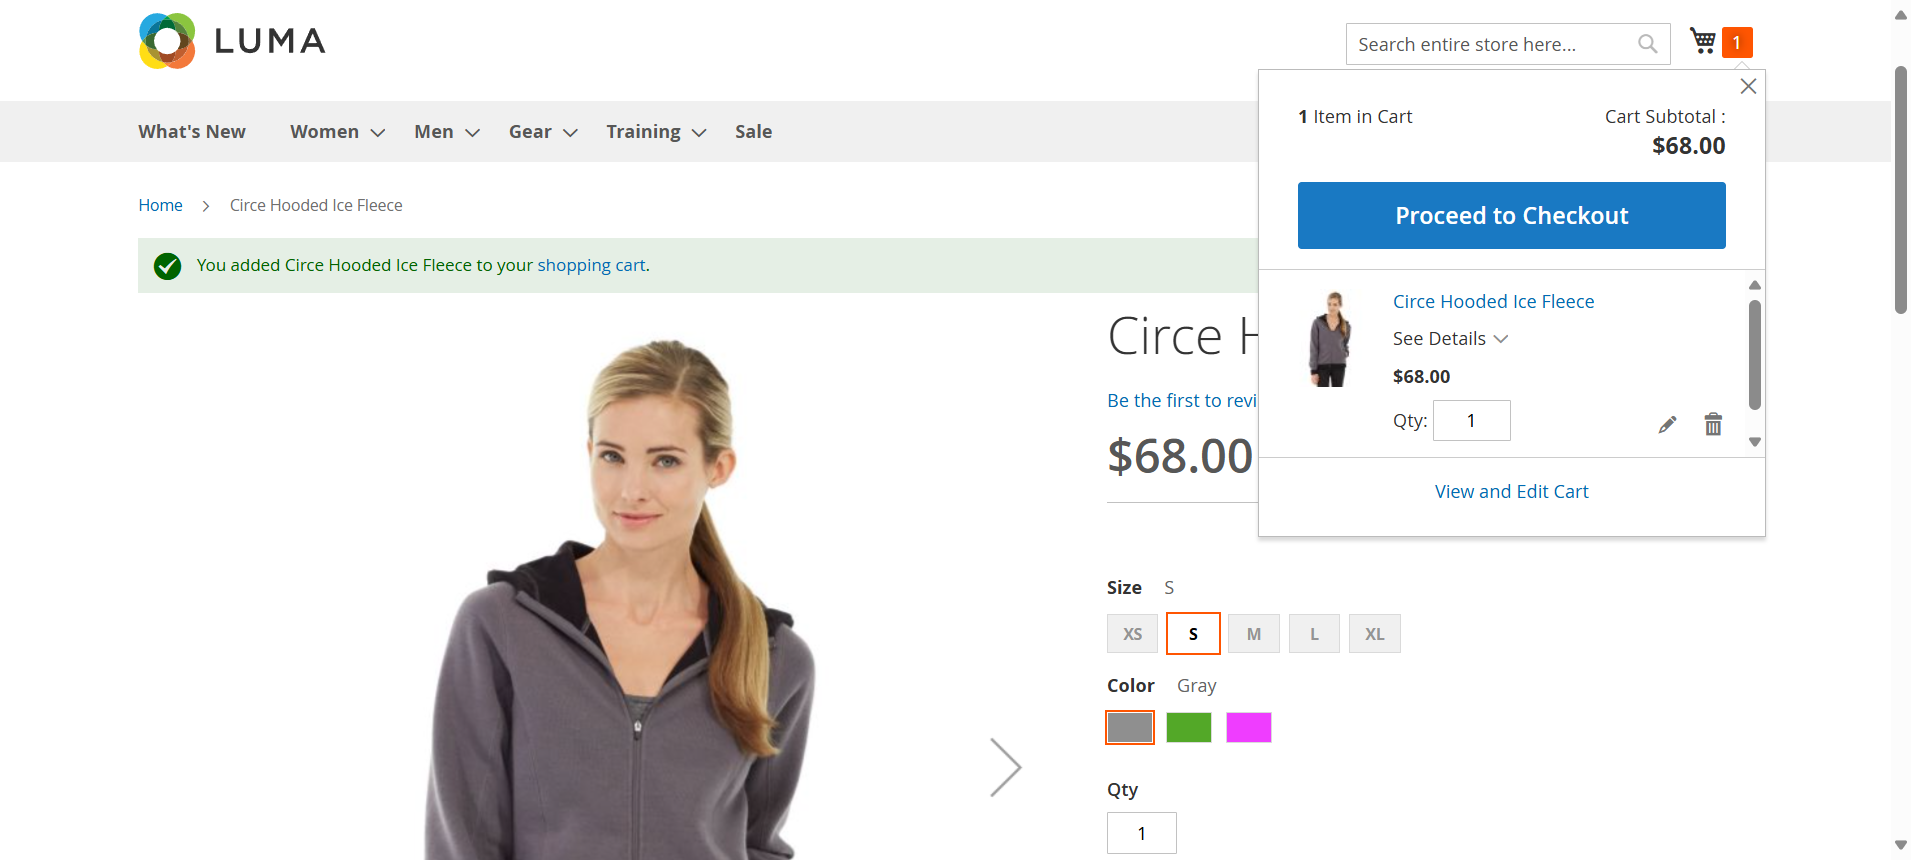 LUMA
Search entire store here...
1
What's New
Women
Men
Gear
Training
Sale
1 Item in Cart
Cart Subtotal :
$68.00
Proceed to Checkout
Circe Hooded Ice Fleece
See Details
$68.00
Qty: 1
View and Edit Cart
Home
Circe Hooded Ice Fleece
You added Circe Hooded Ice Fleece to your shopping cart.
Circe
Be the first to revi
$68.00
Size S
XS
S
M
L
XL
Color Gray
Qty
1